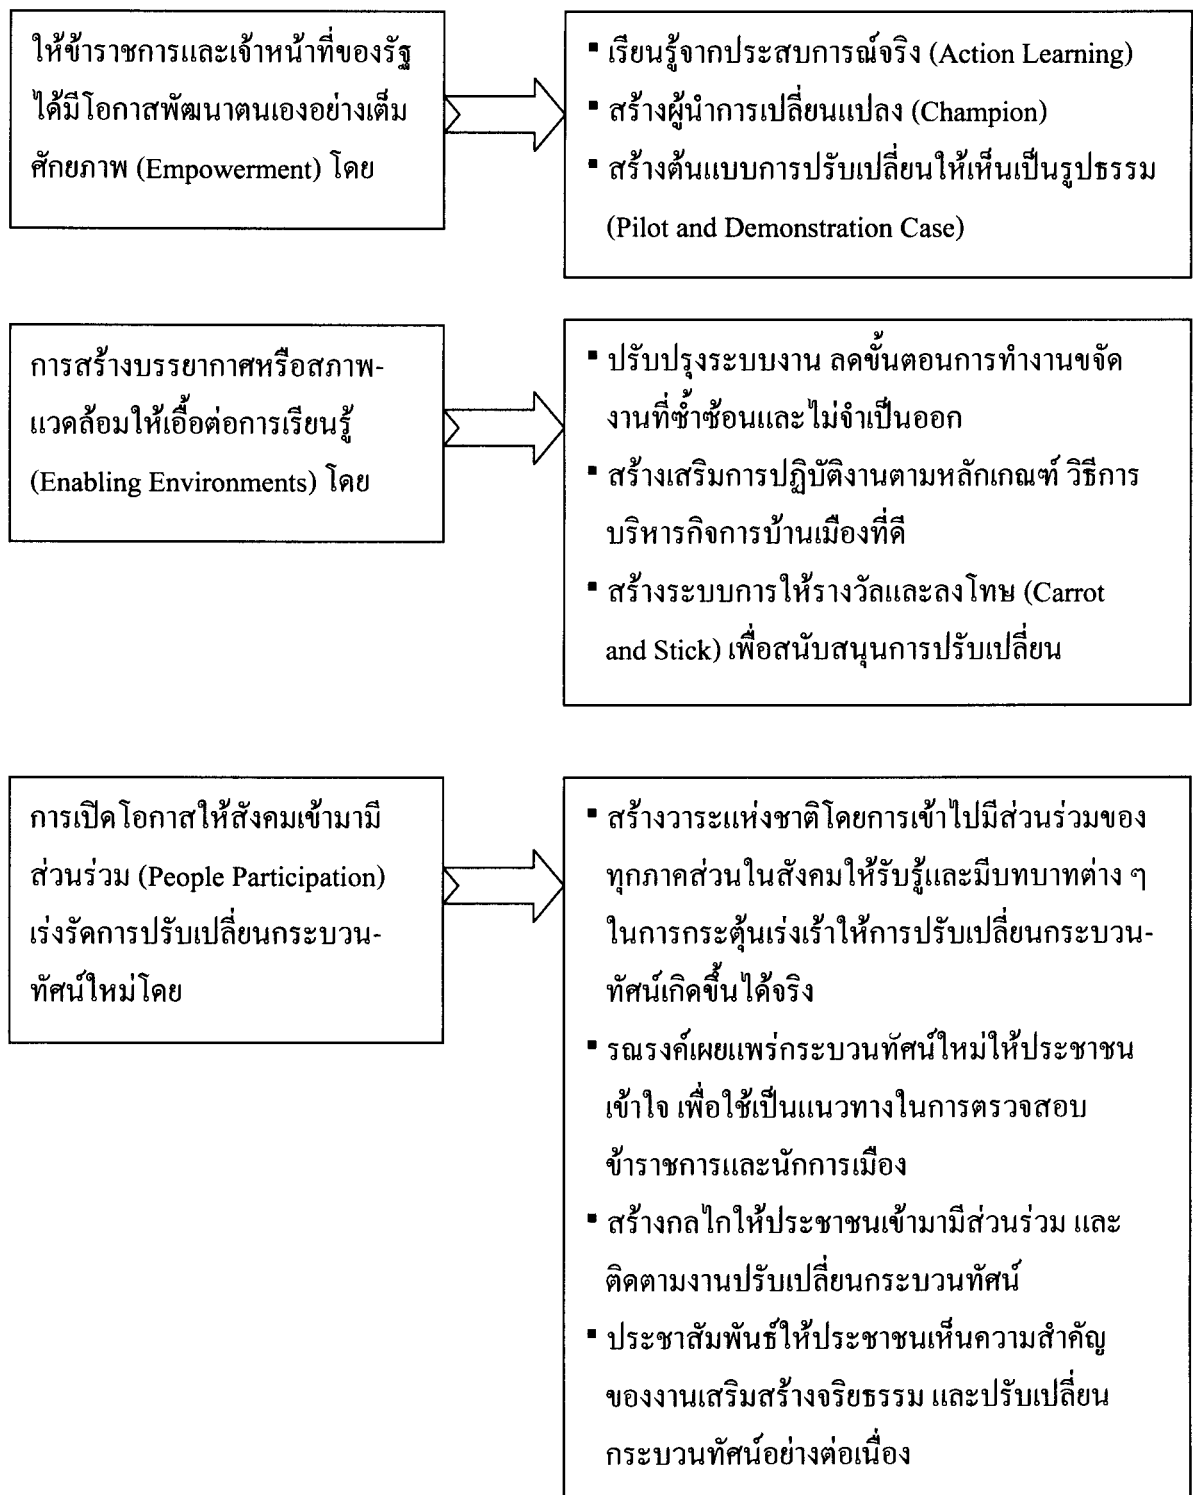 ให้ข้าราชการและเจ้าหน้าที่ของรัฐ
ได้มีโอกาสพัฒนาตนเองอย่างเต็ม
ศักยภาพ (Empowerment) โดย
▪ เรียนรู้จากประสบการณ์จริง (Action Learning)
▪ สร้างผู้นำการเปลี่ยนแปลง (Champion)
▪ สร้างต้นแบบการปรับเปลี่ยนให้เห็นเป็นรูปธรรม
(Pilot and Demonstration Case)
การสร้างบรรยากาศหรือสภาพ-
แวดล้อมให้เอื้อต่อการเรียนรู้
(Enabling Environments) โดย
▪ ปรับปรุงระบบงาน ลดขั้นตอนการทำงานขจัด
งานที่ซ้ำซ้อนและไม่จำเป็นออก
▪ สร้างเสริมการปฏิบัติงานตามหลักเกณฑ์ วิธีการ
บริหารกิจการบ้านเมืองที่ดี
▪ สร้างระบบการให้รางวัลและลงโทษ (Carrot
and Stick) เพื่อสนับสนุนการปรับเปลี่ยน
การเปิดโอกาสให้สังคมเข้ามามี
ส่วนร่วม (People Participation)
เร่งรัดการปรับเปลี่ยนกระบวน-
ทัศน์ใหม่โดย
▪ สร้างวาระแห่งชาติโดยการเข้าไปมีส่วนร่วมของ
ทุกภาคส่วนในสังคมให้รับรู้และมีบทบาทต่าง ๆ
ในการกระตุ้นเร่งเร้าให้การปรับเปลี่ยนกระบวน-
ทัศน์เกิดขึ้นได้จริง
▪ รณรงค์เผยแพร่กระบวนทัศน์ใหม่ให้ประชาชน
เข้าใจ เพื่อใช้เป็นแนวทางในการตรวจสอบ
ข้าราชการและนักการเมือง
▪ สร้างกลไกให้ประชาชนเข้ามามีส่วนร่วม และ
ติดตามงานปรับเปลี่ยนกระบวนทัศน์
▪ ประชาสัมพันธ์ให้ประชาชนเห็นความสำคัญ
ของงานเสริมสร้างจริยธรรม และปรับเปลี่ยน
กระบวนทัศน์อย่างต่อเนื่อง